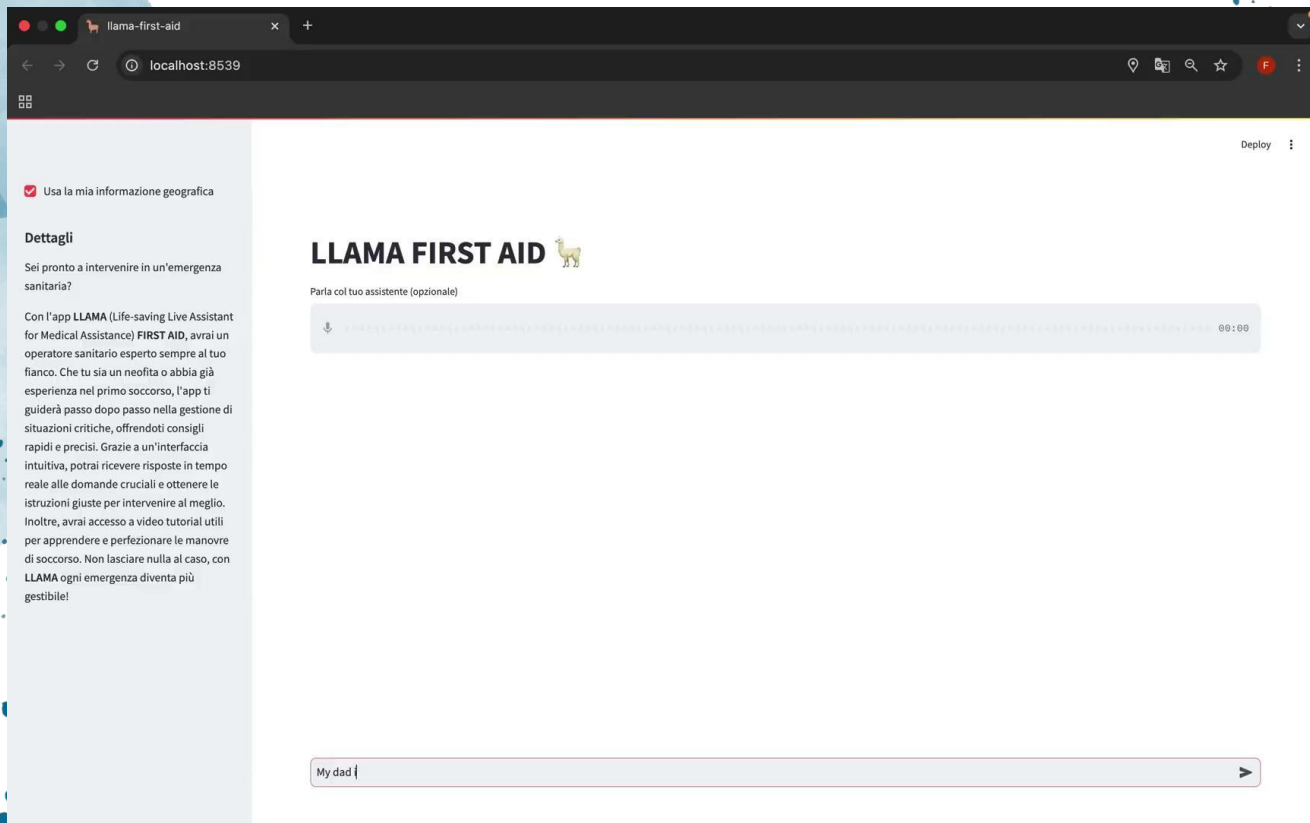 llama-first-aid
localhost:8539
F
Deploy
Usa la mia informazione geografica
Dettagli
Sei pronto a intervenire in un'emergenza
sanitaria?
Con l'app LLAMA (Life-saving Live Assistant
for Medical Assistance) FIRST AID, avrai un
operatore sanitario esperto sempre al tuo
fianco. Che tu sia un neofita o abbia già
esperienza nel primo soccorso, l'app ti
guiderà passo dopo passo nella gestione di
situazioni critiche, offrendoti consigli
rapidi e precisi. Grazie a un'interfaccia
intuitiva, potrai ricevere risposte in tempo
reale alle domande cruciali e ottenere le
istruzioni giuste per intervenire al meglio.
Inoltre, avrai accesso a video tutorial utili
per apprendere e perfezionare le manovre
di soccorso. Non lasciare nulla al caso, con
LLAMA ogni emergenza diventa più
gestibile!
LLAMA FIRST AID
Parla col tuo assistente (opzionale)
00:00
My dad i